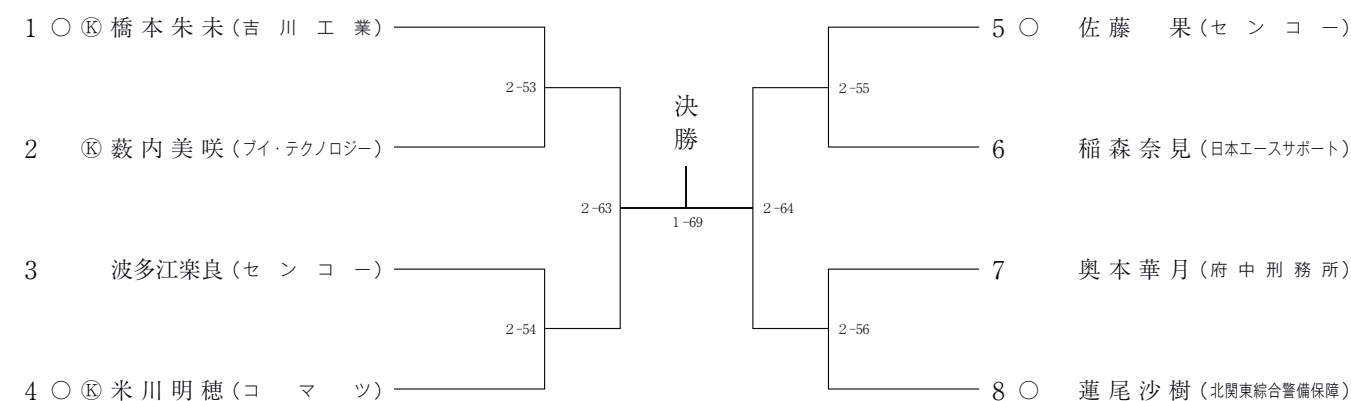 1 ○ Ⓚ 橋本朱未（吉川工業）
2 Ⓚ 薮内美咲（ブイ・テクノロジー）
3 波多江楽良（センコー）
4 ○ Ⓚ 米川明穂（コマツ）
2-53
2-54
2-63
決勝
1-69
2-64
2-55
2-56
5 ○ 佐藤 果（センコー）
6 稲森奈見（日本エースサポート）
7 奥本華月（府中刑務所）
8 ○ 蓮尾沙樹（北関東綜合警備保障）